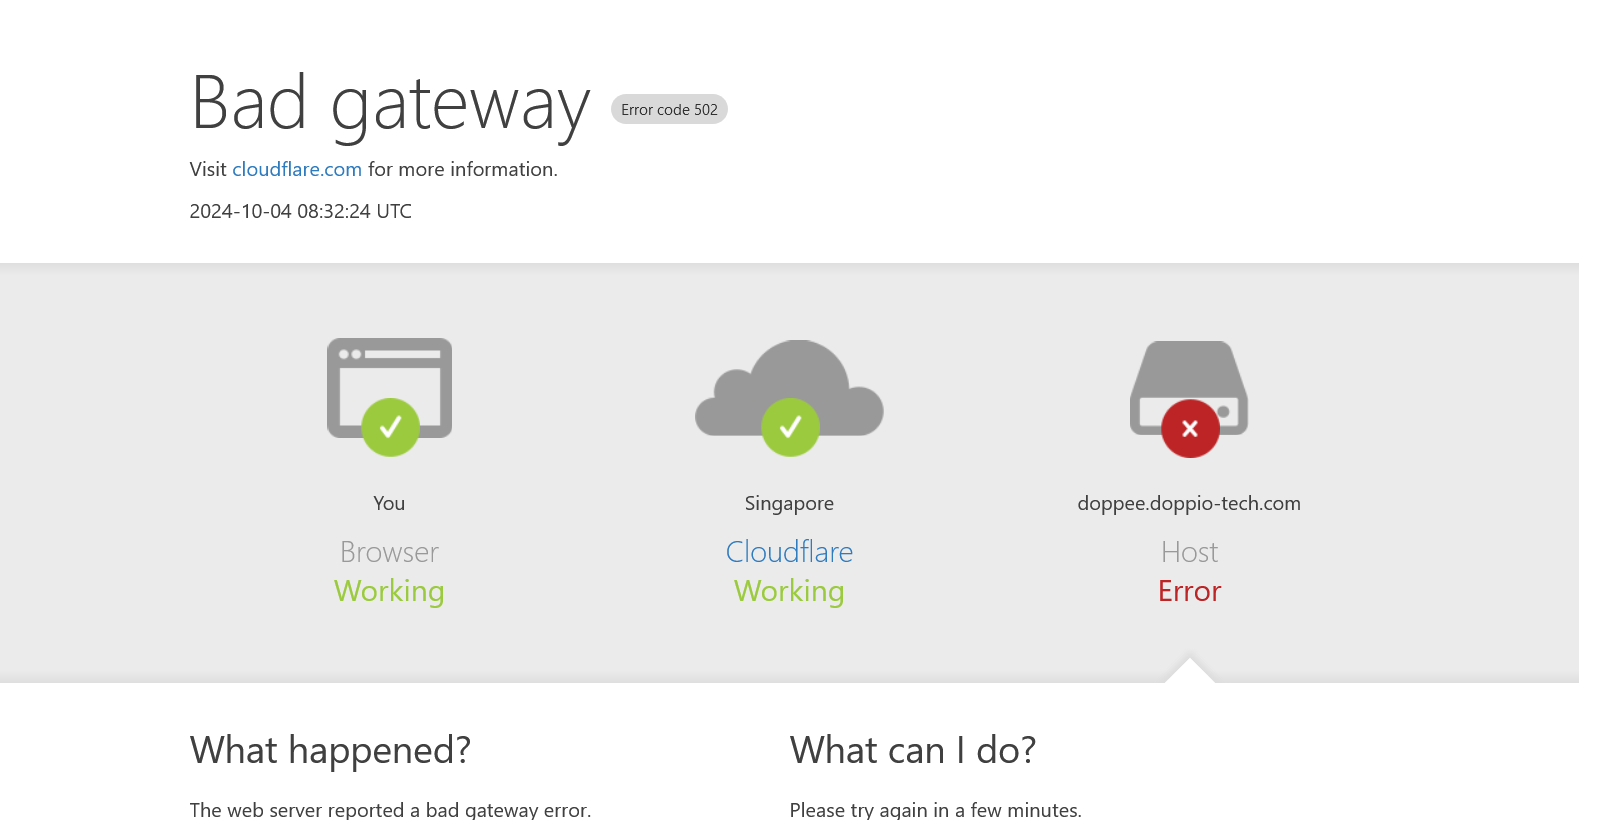 Bad gateway Error code 502
Visit cloudflare.com for more information.
2024-10-04 08:32:24 UTC
You
Browser
Working
Singapore
Cloudflare
Working
doppee.doppio-tech.com
Host
Error
What happened?
The web server reported a bad gateway error.
What can I do?
Please try again in a few minutes.